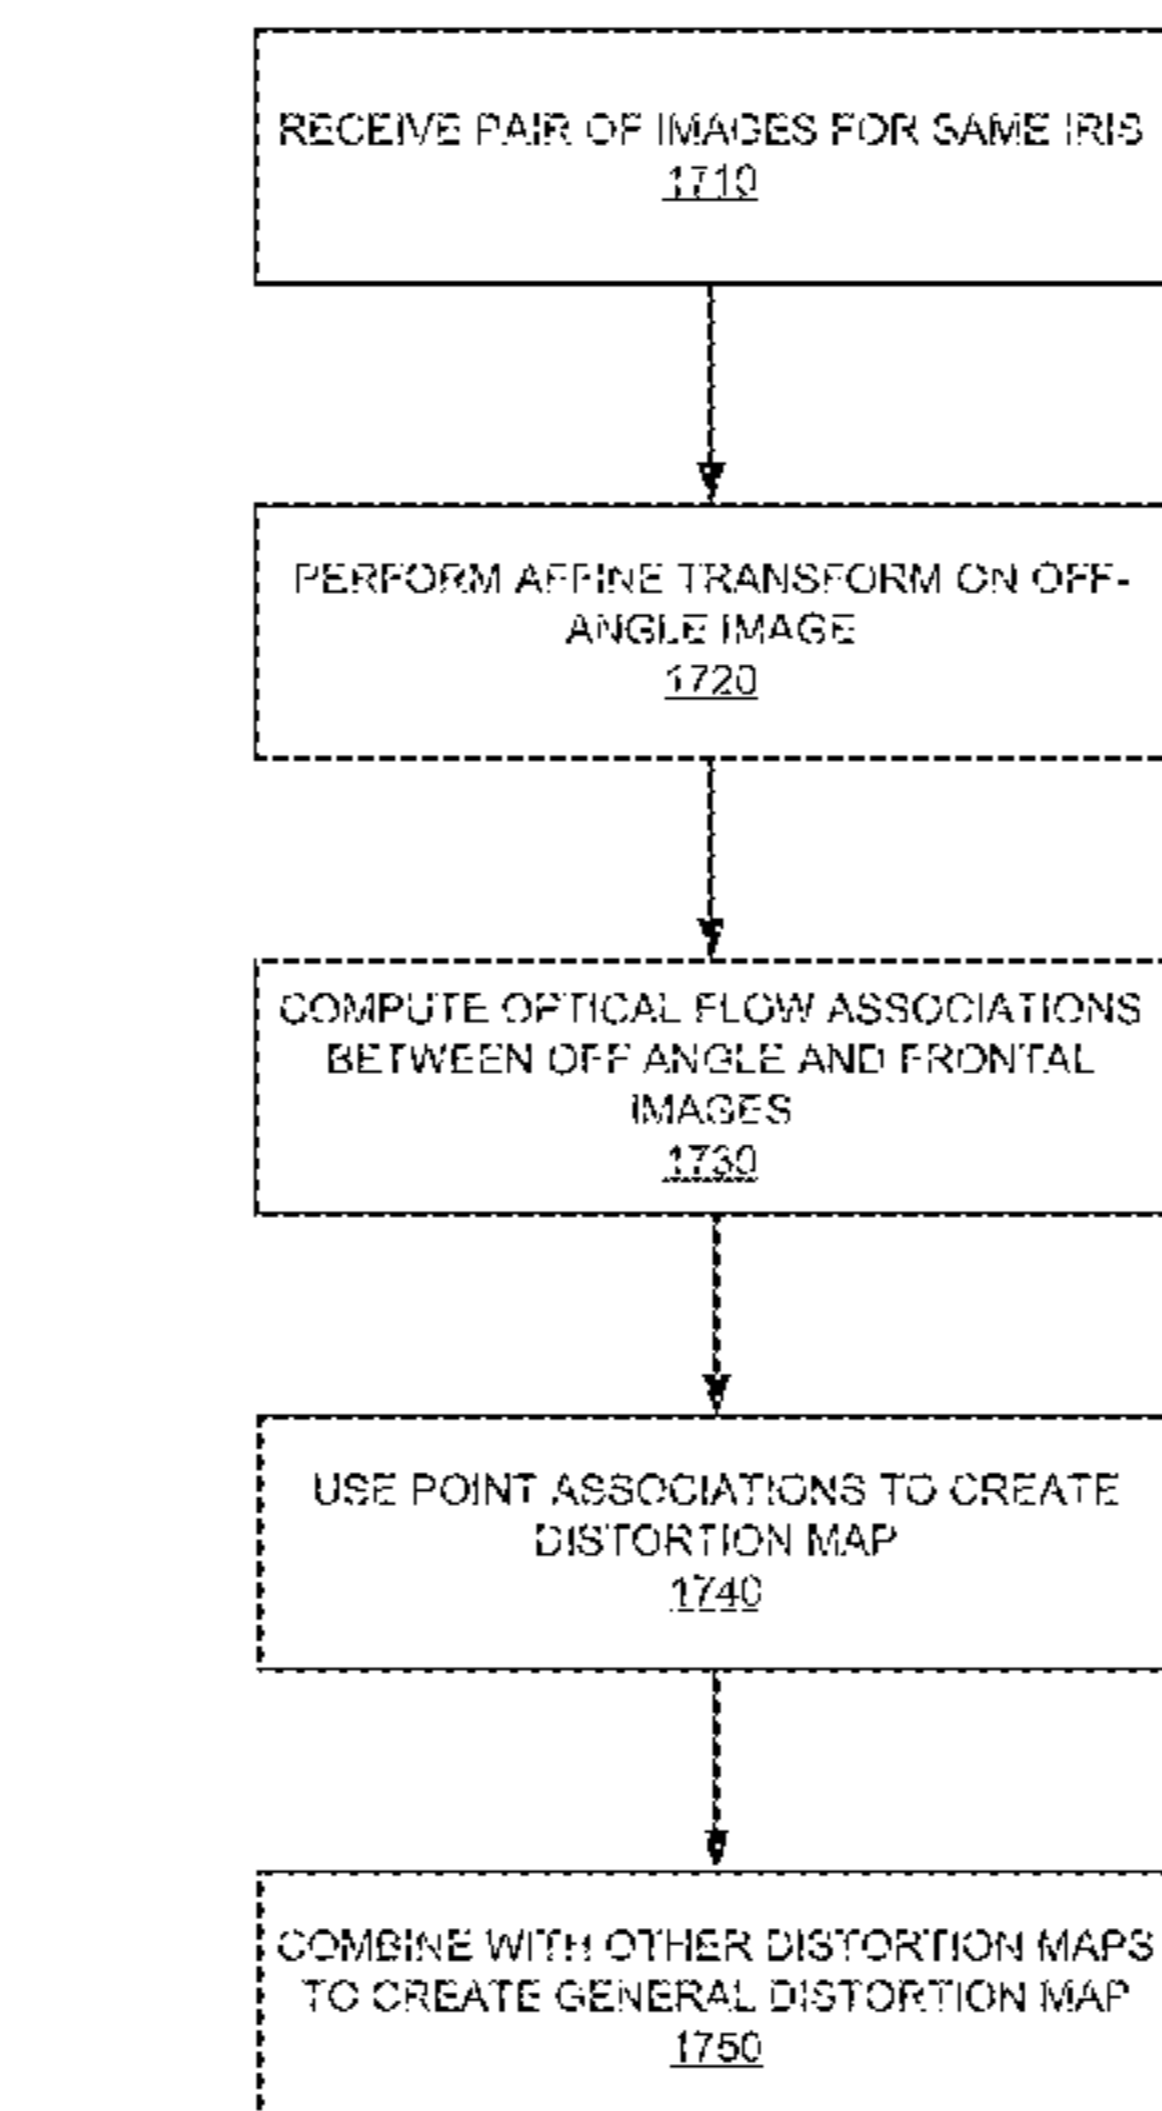 RECEIVE PAIR OF IMAGES FOR SAME IRIS
1710
PERFORM AFFINE TRANSFORM ON OFF-
ANGLE IMAGE
1720
COMPUTE OPTICAL FLOW ASSOCIATIONS
BETWEEN OFF ANGLE AND FRONTAL
IMAGES
1730
USE POINT ASSOCIATIONS TO CREATE
DISTORTION MAP
1740
COMBINE WITH OTHER DISTORTION MAPS
TO CREATE GENERAL DISTORTION MAP
1750